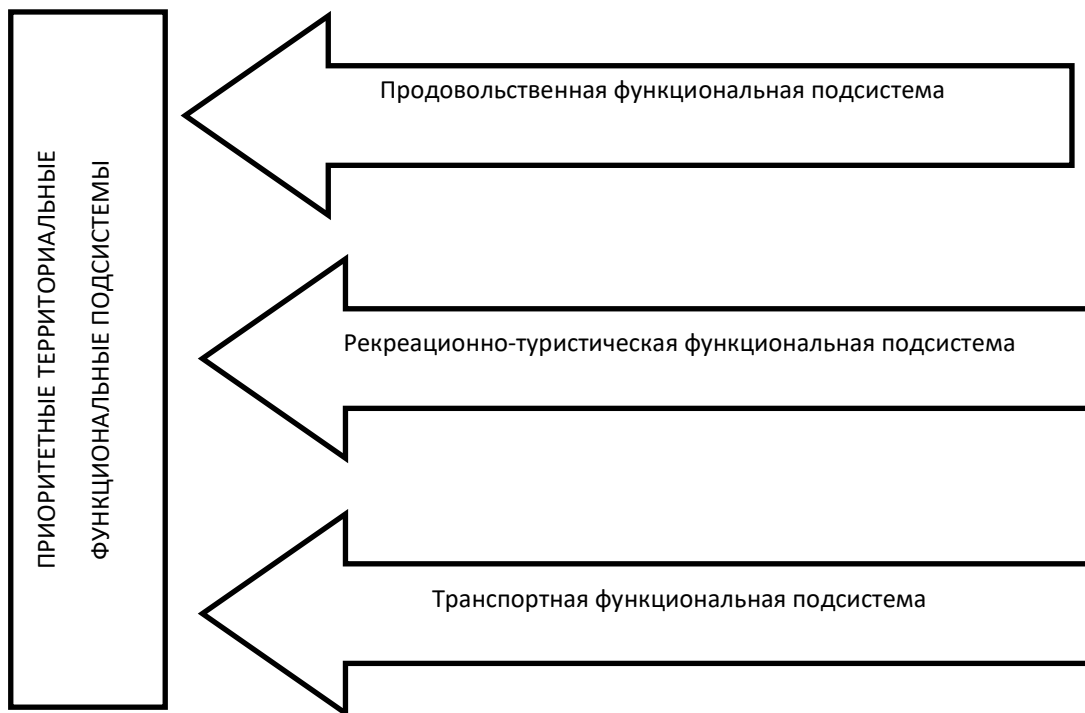 ПРИОРИТЕТНЫЕ ТЕРРИТОРИАЛЬНЫЕ
ФУНКЦИОНАЛЬНЫЕ ПОДСИСТЕМЫ
Продовольственная функциональная подсистема
Рекреационно-туристическая функциональная подсистема
Транспортная функциональная подсистема